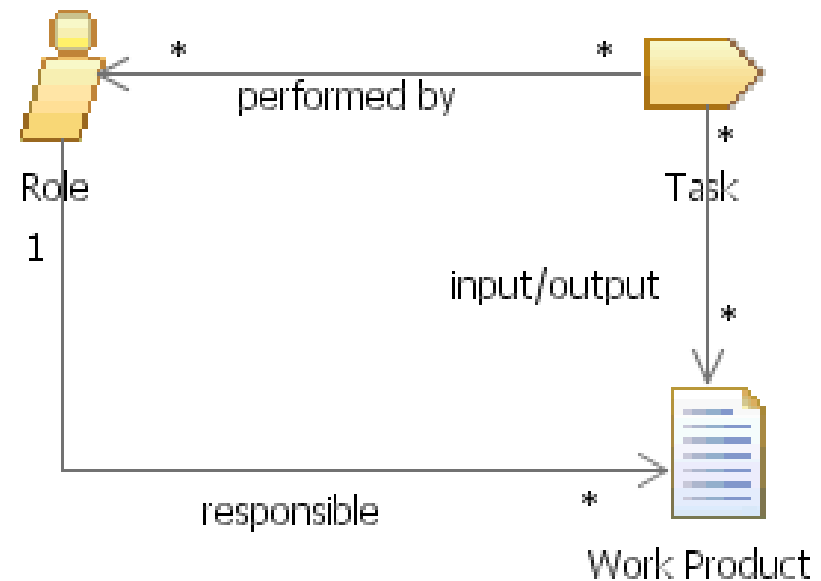 * *
performed by
*
Role Task
1
input/output
*
responsible *
Work Product